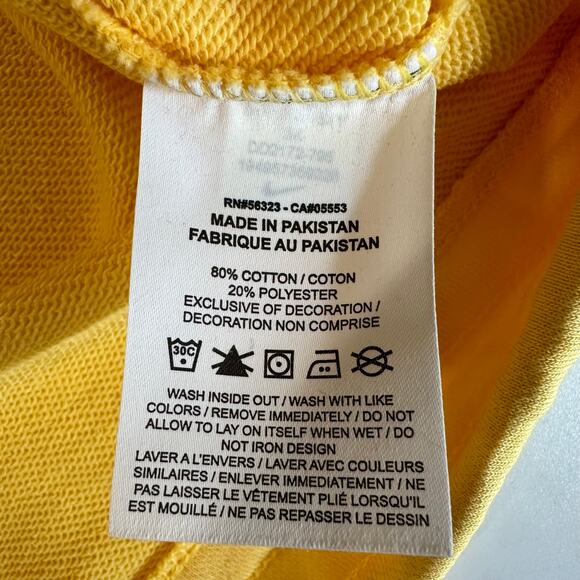 RN#56323 - CA#05553
MADE IN PAKISTAN
FABRIQUE AU PAKISTAN
80% COTTON / COTON
20% POLYESTER
EXCLUSIVE OF DECORATION /
DECORATION NON COMPRISE
30C
WASH INSIDE OUT / WASH WITH LIKE
COLORS / REMOVE IMMEDIATELY / DO NOT
ALLOW TO LAY ON ITSELF WHEN WET / DO
NOT IRON DESIGN
LAVER A L'ENVERS / LAVER AVEC COULEURS
SIMILAIRES / ENLEVER IMMÉDIATEMENT / NE
PAS LAISSER LE VÊTEMENT PLIÉ LORSQU'IL
EST MOUILLÉ / NE PAS REPASSER LE DESSIN